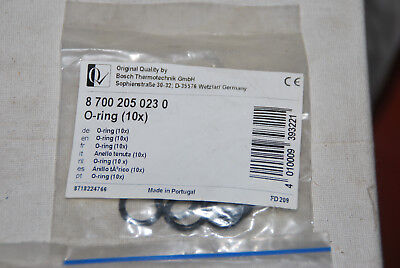 Original Quality by
Bosch Thermotechnik GmbH
Sophienstraße 30-32; D-35576 Wetzlar/ Germany
CE
8 700 205 023 0
O-ring (10x)
de O-ring (10x)
en O-ring (10x)
fr O-ring (10x)
it Anello tenuta (10x)
nl O-ring (10 x)
es Anillo tÃ³rico (10x)
pt O-ring (10x)
4 010009 393221
8718224766
Made in Portugal
FD 209